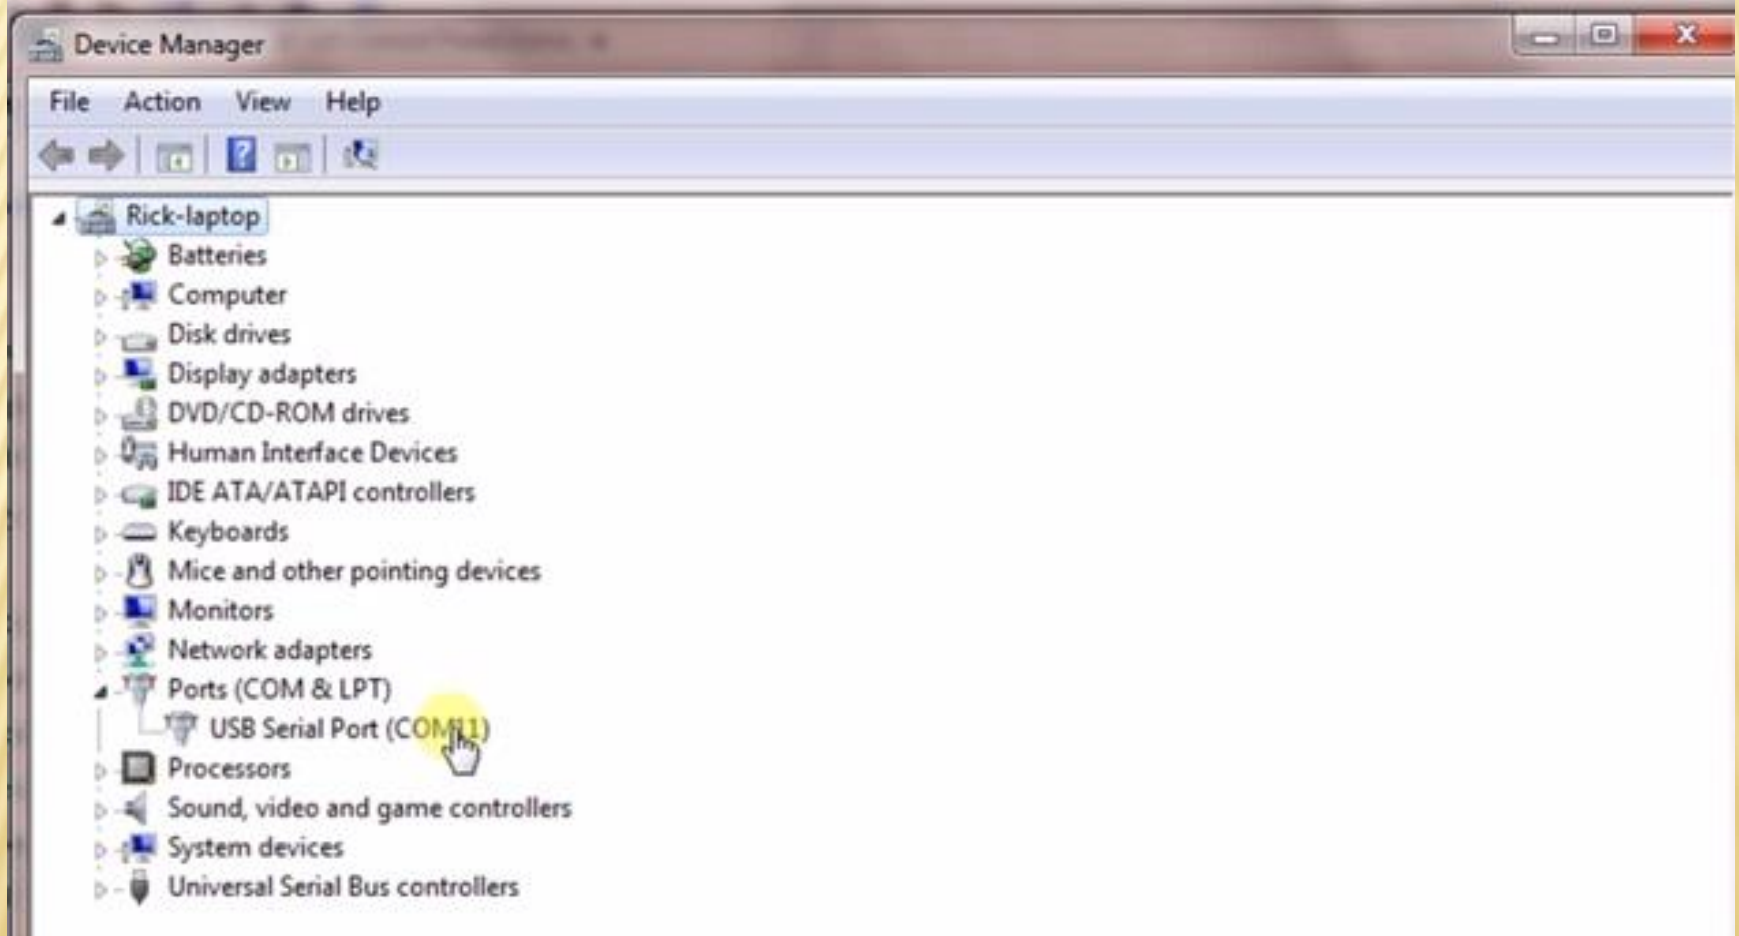 Device Manager
File Action View Help
Rick-laptop
Batteries
Computer
Disk drives
Display adapters
DVD/CD-ROM drives
Human Interface Devices
IDE ATA/ATAPI controllers
Keyboards
Mice and other pointing devices
Monitors
Network adapters
Ports (COM & LPT)
USB Serial Port (COM11)
Processors
Sound, video and game controllers
System devices
Universal Serial Bus controllers